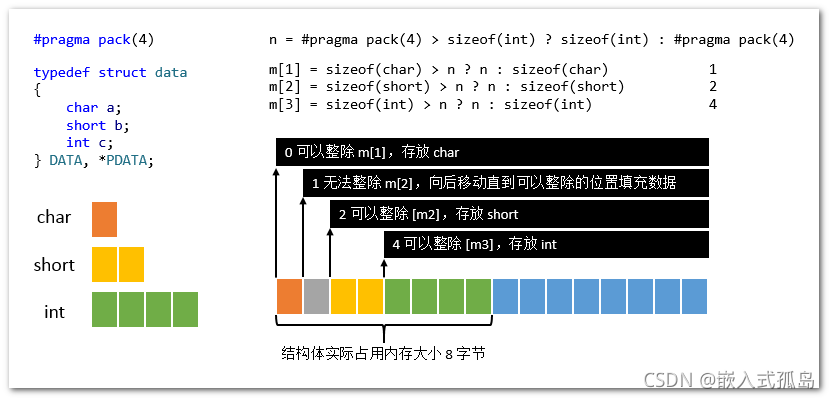 #pragma pack(4)
typedef struct data
{
    char a;
    short b;
    int c;
} DATA, *PDATA;
n = #pragma pack(4) > sizeof(int) ? sizeof(int) : #pragma pack(4)
m[1] = sizeof(char) > n ? n : sizeof(char) 1
m[2] = sizeof(short) > n ? n : sizeof(short) 2
m[3] = sizeof(int) > n ? n : sizeof(int) 4
0 可以整除 m[1]，存放 char
1 无法整除 m[2]，向后移动直到可以整除的位置填充数据
2 可以整除 [m2]，存放 short
4 可以整除 [m3]，存放 int
char
short
int
结构体实际占用内存大小 8 字节
CSDN @嵌入式孤岛